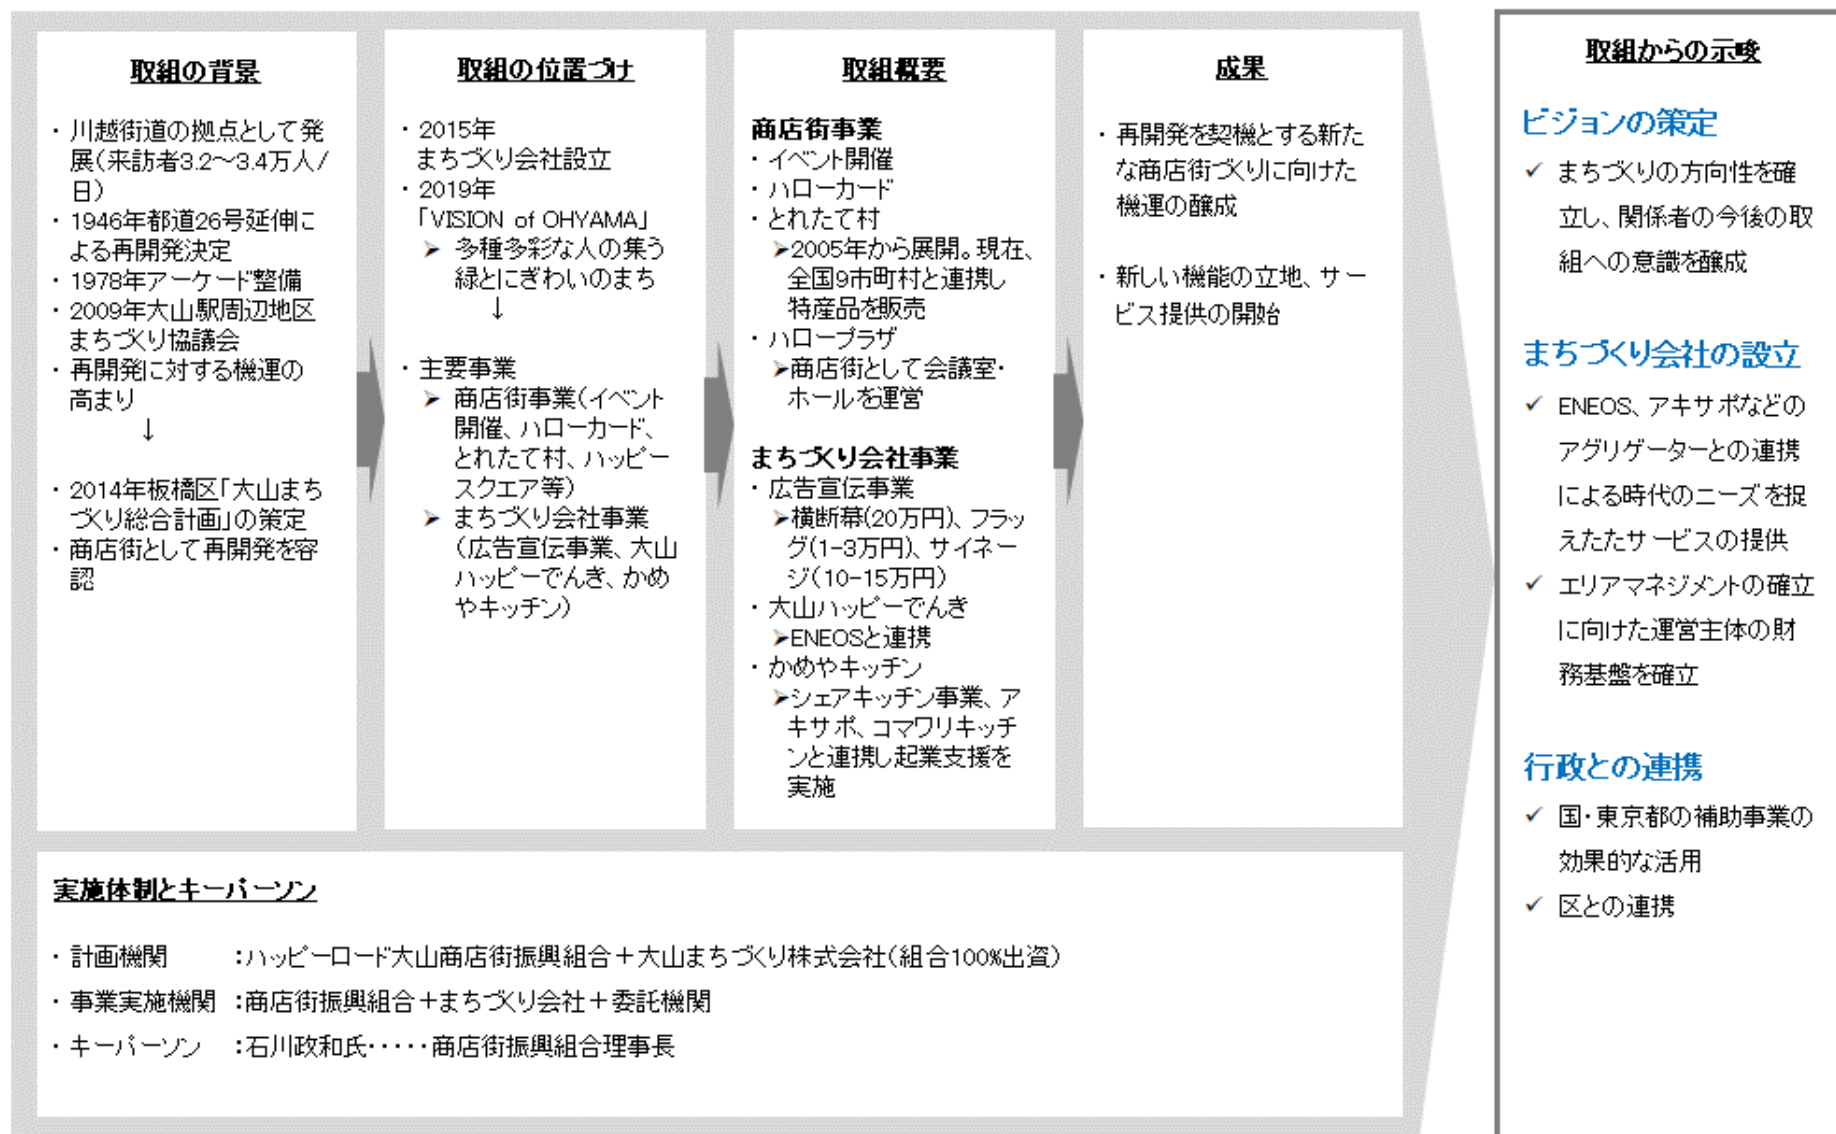 取組の背景
・川越街道の拠点として発
展(来訪者3.2～3.4万人/
日)
・1946年都道26号延伸に
よる再開発決定
・1978年アーケード整備
・2009年大山駅周辺地区
まちづくり協議会
・再開発に対する機運の
高まり
↓
・2014年板橋区「大山まち
づくり総合計画」の策定
・商店街として再開発を容
認
取組の位置づけ
・2015年
まちづくり会社設立
・2019年
「VISION of OHYAMA」
➤ 多種多彩な人の集う
緑とにぎわいのまち
↓
・主要事業
➤ 商店街事業(イベント
開催、ハローカード、
とれたて村、ハッピー
スクエア等)
➤ まちづくり会社事業
(広告宣伝事業、大山
ハッピーでんき、かめ
やキッチン)
取組概要
商店街事業
・イベント開催
・ハローカード
・とれたて村
➤2005年から展開。現在、
全国9市町村と連携し
特産品を販売
・ハロープラザ
➤商店街として会議室・
ホールを運営
まちづくり会社事業
・広告宣伝事業
➤横断幕(20万円)、フラッ
グ(1-3万円)、サイネー
ジ(10-15万円)
・大山ハッピーでんき
➤ENEOSと連携
・かめやキッチン
➤シェアキッチン事業、ア
キサポ、コマワリキッチ
ンと連携し起業支援を
実施
成果
・再開発を契機とする新た
な商店街づくりに向けた
機運の醸成
・新しい機能の立地、サー
ビス提供の開始
実施体制とキーパーソン
・計画機関 ：ハッピーロード大山商店街振興組合＋大山まちづくり株式会社(組合100%出資)
・事業実施機関 ：商店街振興組合＋まちづくり会社＋委託機関
・キーパーソン ：石川政和氏・・・・・商店街振興組合理事長
取組からの示唆
ビジョンの策定
✓ まちづくりの方向性を確
立し、関係者の今後の取
組への意識を醸成
まちづくり会社の設立
✓ ENEOS、アキサポなどの
アグリゲーターとの連携
による時代のニーズを捉
えたたサービスの提供
✓ エリアマネジメントの確立
に向けた運営主体の財
務基盤を確立
行政との連携
✓ 国・東京都の補助事業の
効果的な活用
✓ 区との連携